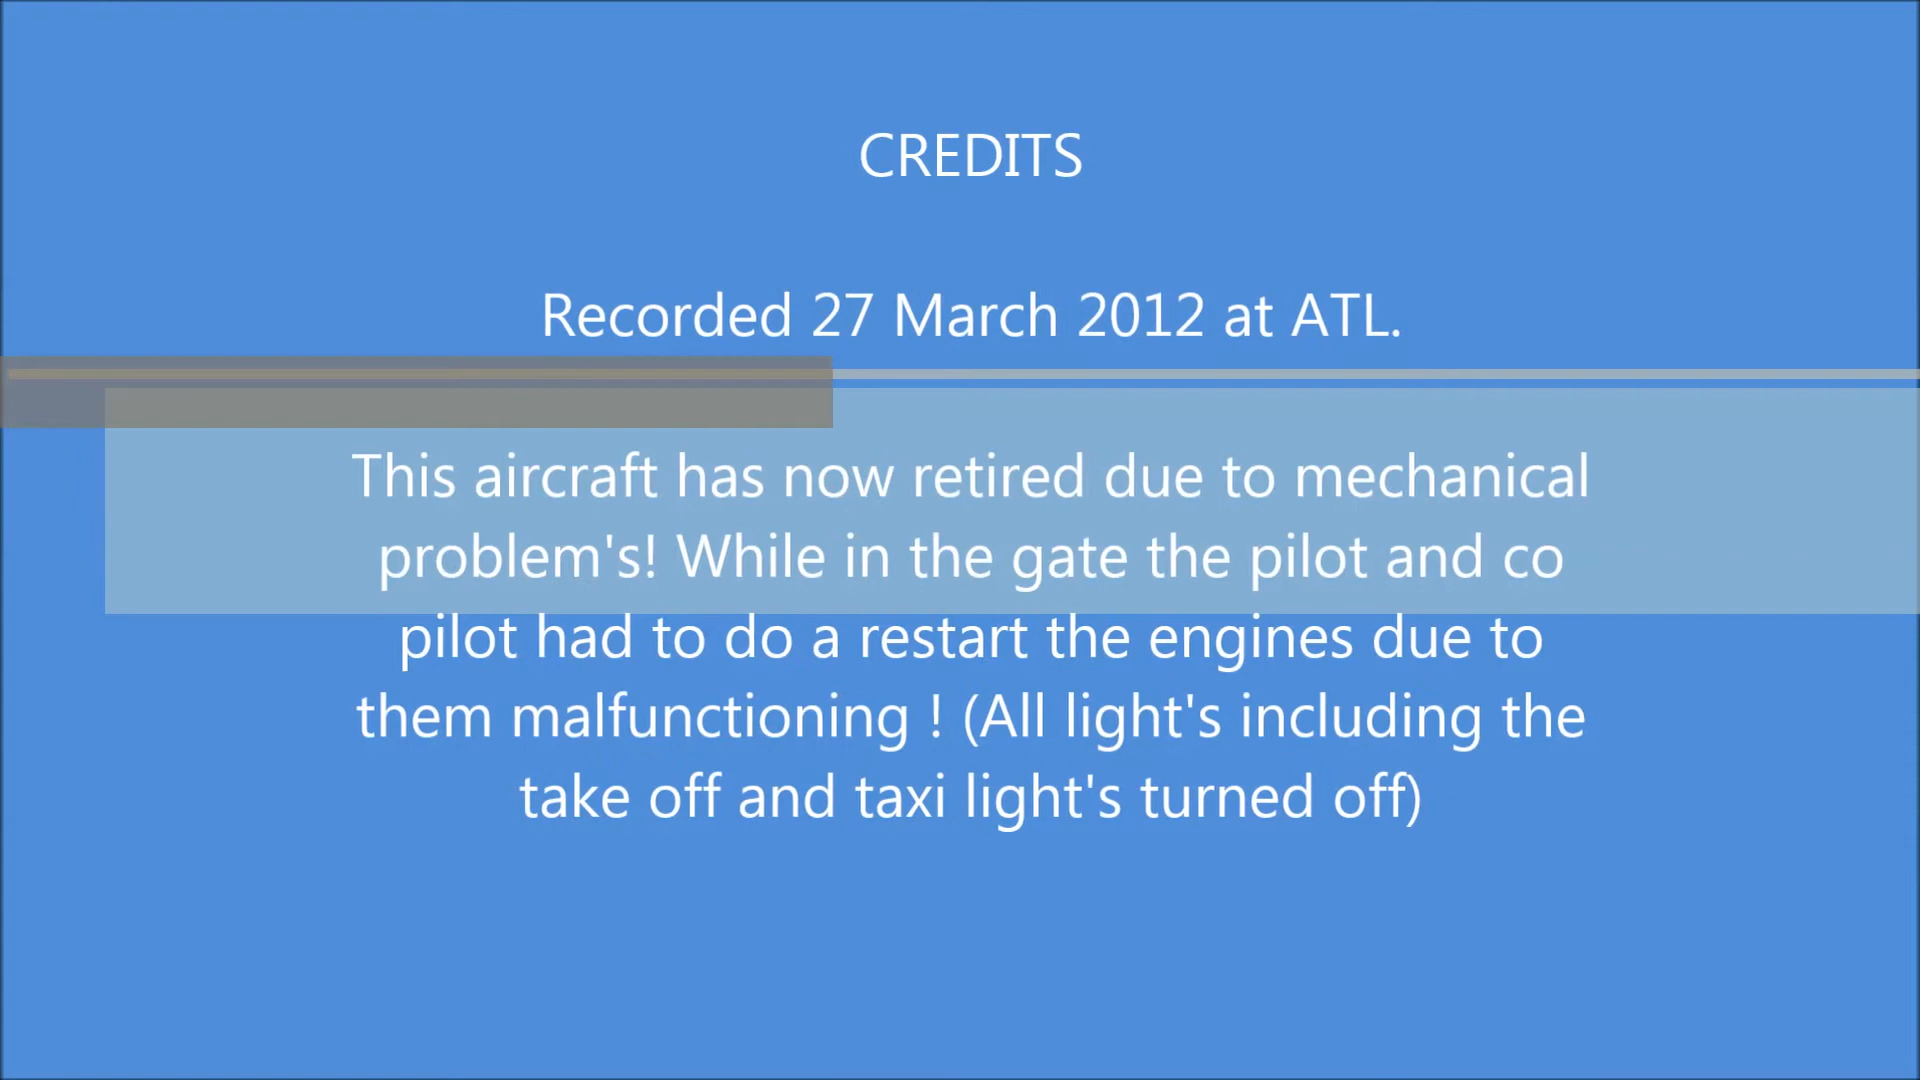 CREDITS
Recorded 27 March 2012 at ATL.
This aircraft has now retired due to mechanical
problem's! While in the gate the pilot and co
pilot had to do a restart the engines due to
them malfunctioning ! (All light's including the
take off and taxi light's turned off)